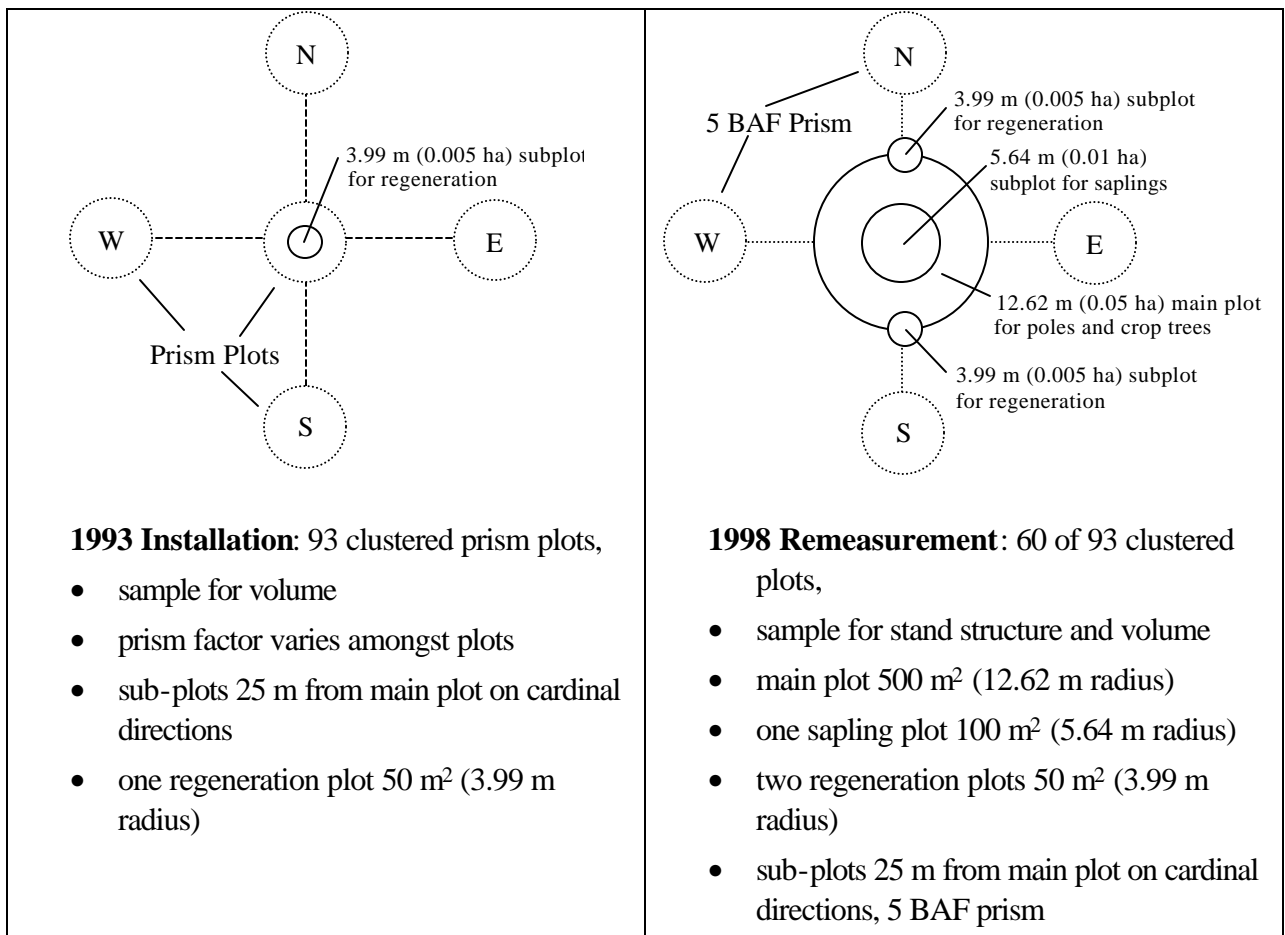 N
3.99 m (0.005 ha) subplot
for regeneration
W
E
Prism Plots
S
1993 Installation: 93 clustered prism plots,
• sample for volume
• prism factor varies amongst plots
• sub-plots 25 m from main plot on cardinal
directions
• one regeneration plot 50 m² (3.99 m
radius)
N
3.99 m (0.005 ha) subplot
for regeneration
5 BAF Prism
5.64 m (0.01 ha)
subplot for saplings
W
E
12.62 m (0.05 ha) main plot
for poles and crop trees
3.99 m (0.005 ha) subplot
for regeneration
S
1998 Remeasurement: 60 of 93 clustered
plots,
• sample for stand structure and volume
• main plot 500 m² (12.62 m radius)
• one sapling plot 100 m² (5.64 m radius)
• two regeneration plots 50 m² (3.99 m
radius)
• sub-plots 25 m from main plot on cardinal
directions, 5 BAF prism